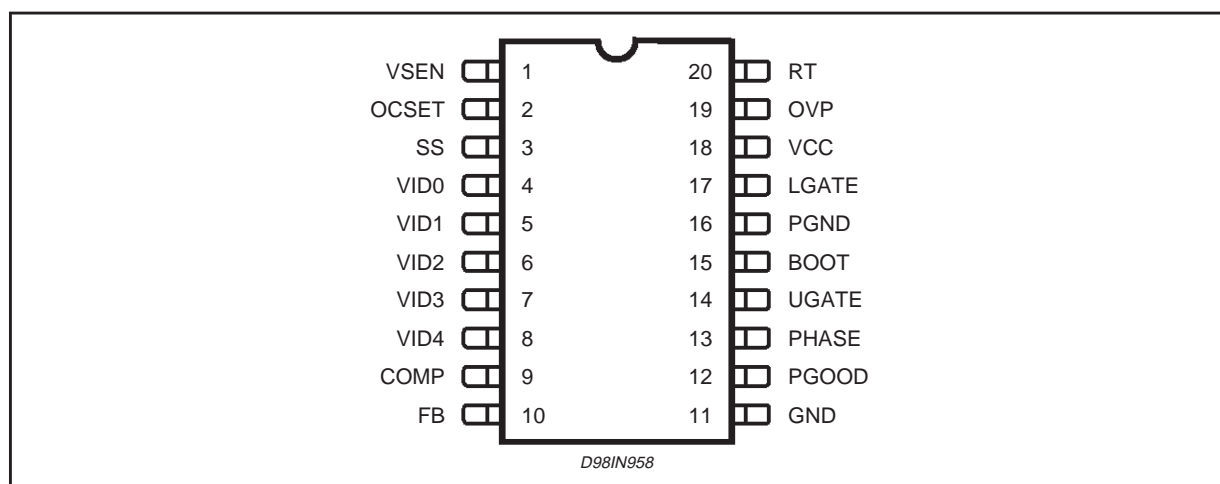 VSEN 1 20 RT
OCSET 2 19 OVP
SS 3 18 VCC
VID0 4 17 LGATE
VID1 5 16 PGND
VID2 6 15 BOOT
VID3 7 14 UGATE
VID4 8 13 PHASE
COMP 9 12 PGOOD
FB 10 11 GND
D98IN958